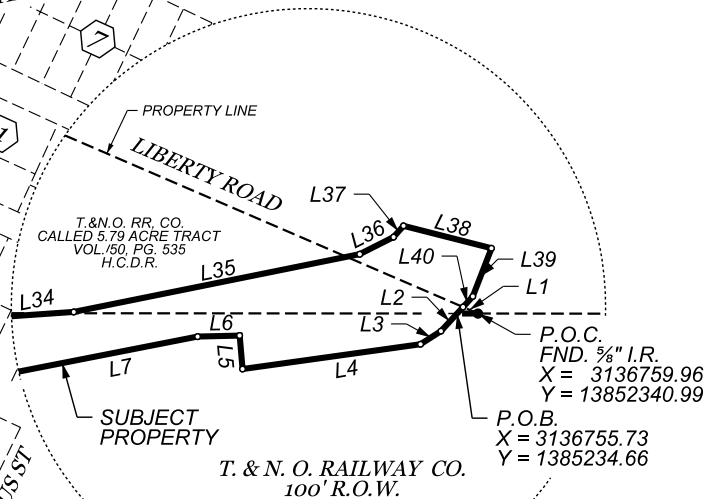 7
1
PROPERTY LINE
LIBERTY ROAD
T.&N.O. RR, CO.
CALLED 5.79 ACRE TRACT
VOL./50, PG. 535
H.C.D.R.
L37
L36
L38
L39
L40
L35
L34
L1
L2
L3
L6
L5
L4
L7
P.O.C.
FND. ⅝" I.R.
X = 3136759.96
Y = 13852340.99
P.O.B.
X = 3136755.73
Y = 1385234.66
SUBJECT
PROPERTY
T. & N. O. RAILWAY CO.
100' R.O.W.
US ST